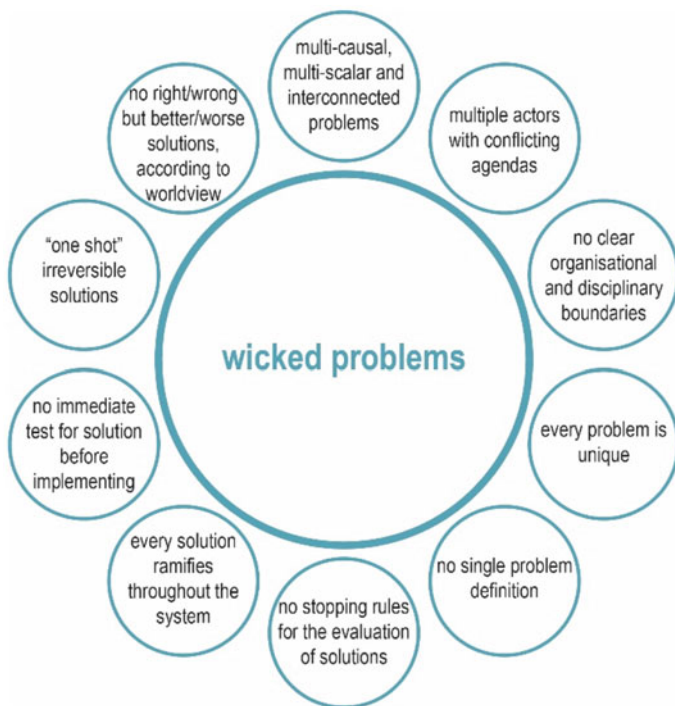 multi-causal,
multi-scalar and
interconnected
problems
multiple actors
with conflicting
agendas
no clear
organisational
and disciplinary
boundaries
every problem is
unique
no single problem
definition
no stopping rules
for the evaluation
of solutions
every solution
ramifies
throughout the
system
no immediate
test for solution
before
implementing
“one shot”
irreversible
solutions
no right/wrong
but better/worse
solutions,
according to
worldview
wicked problems